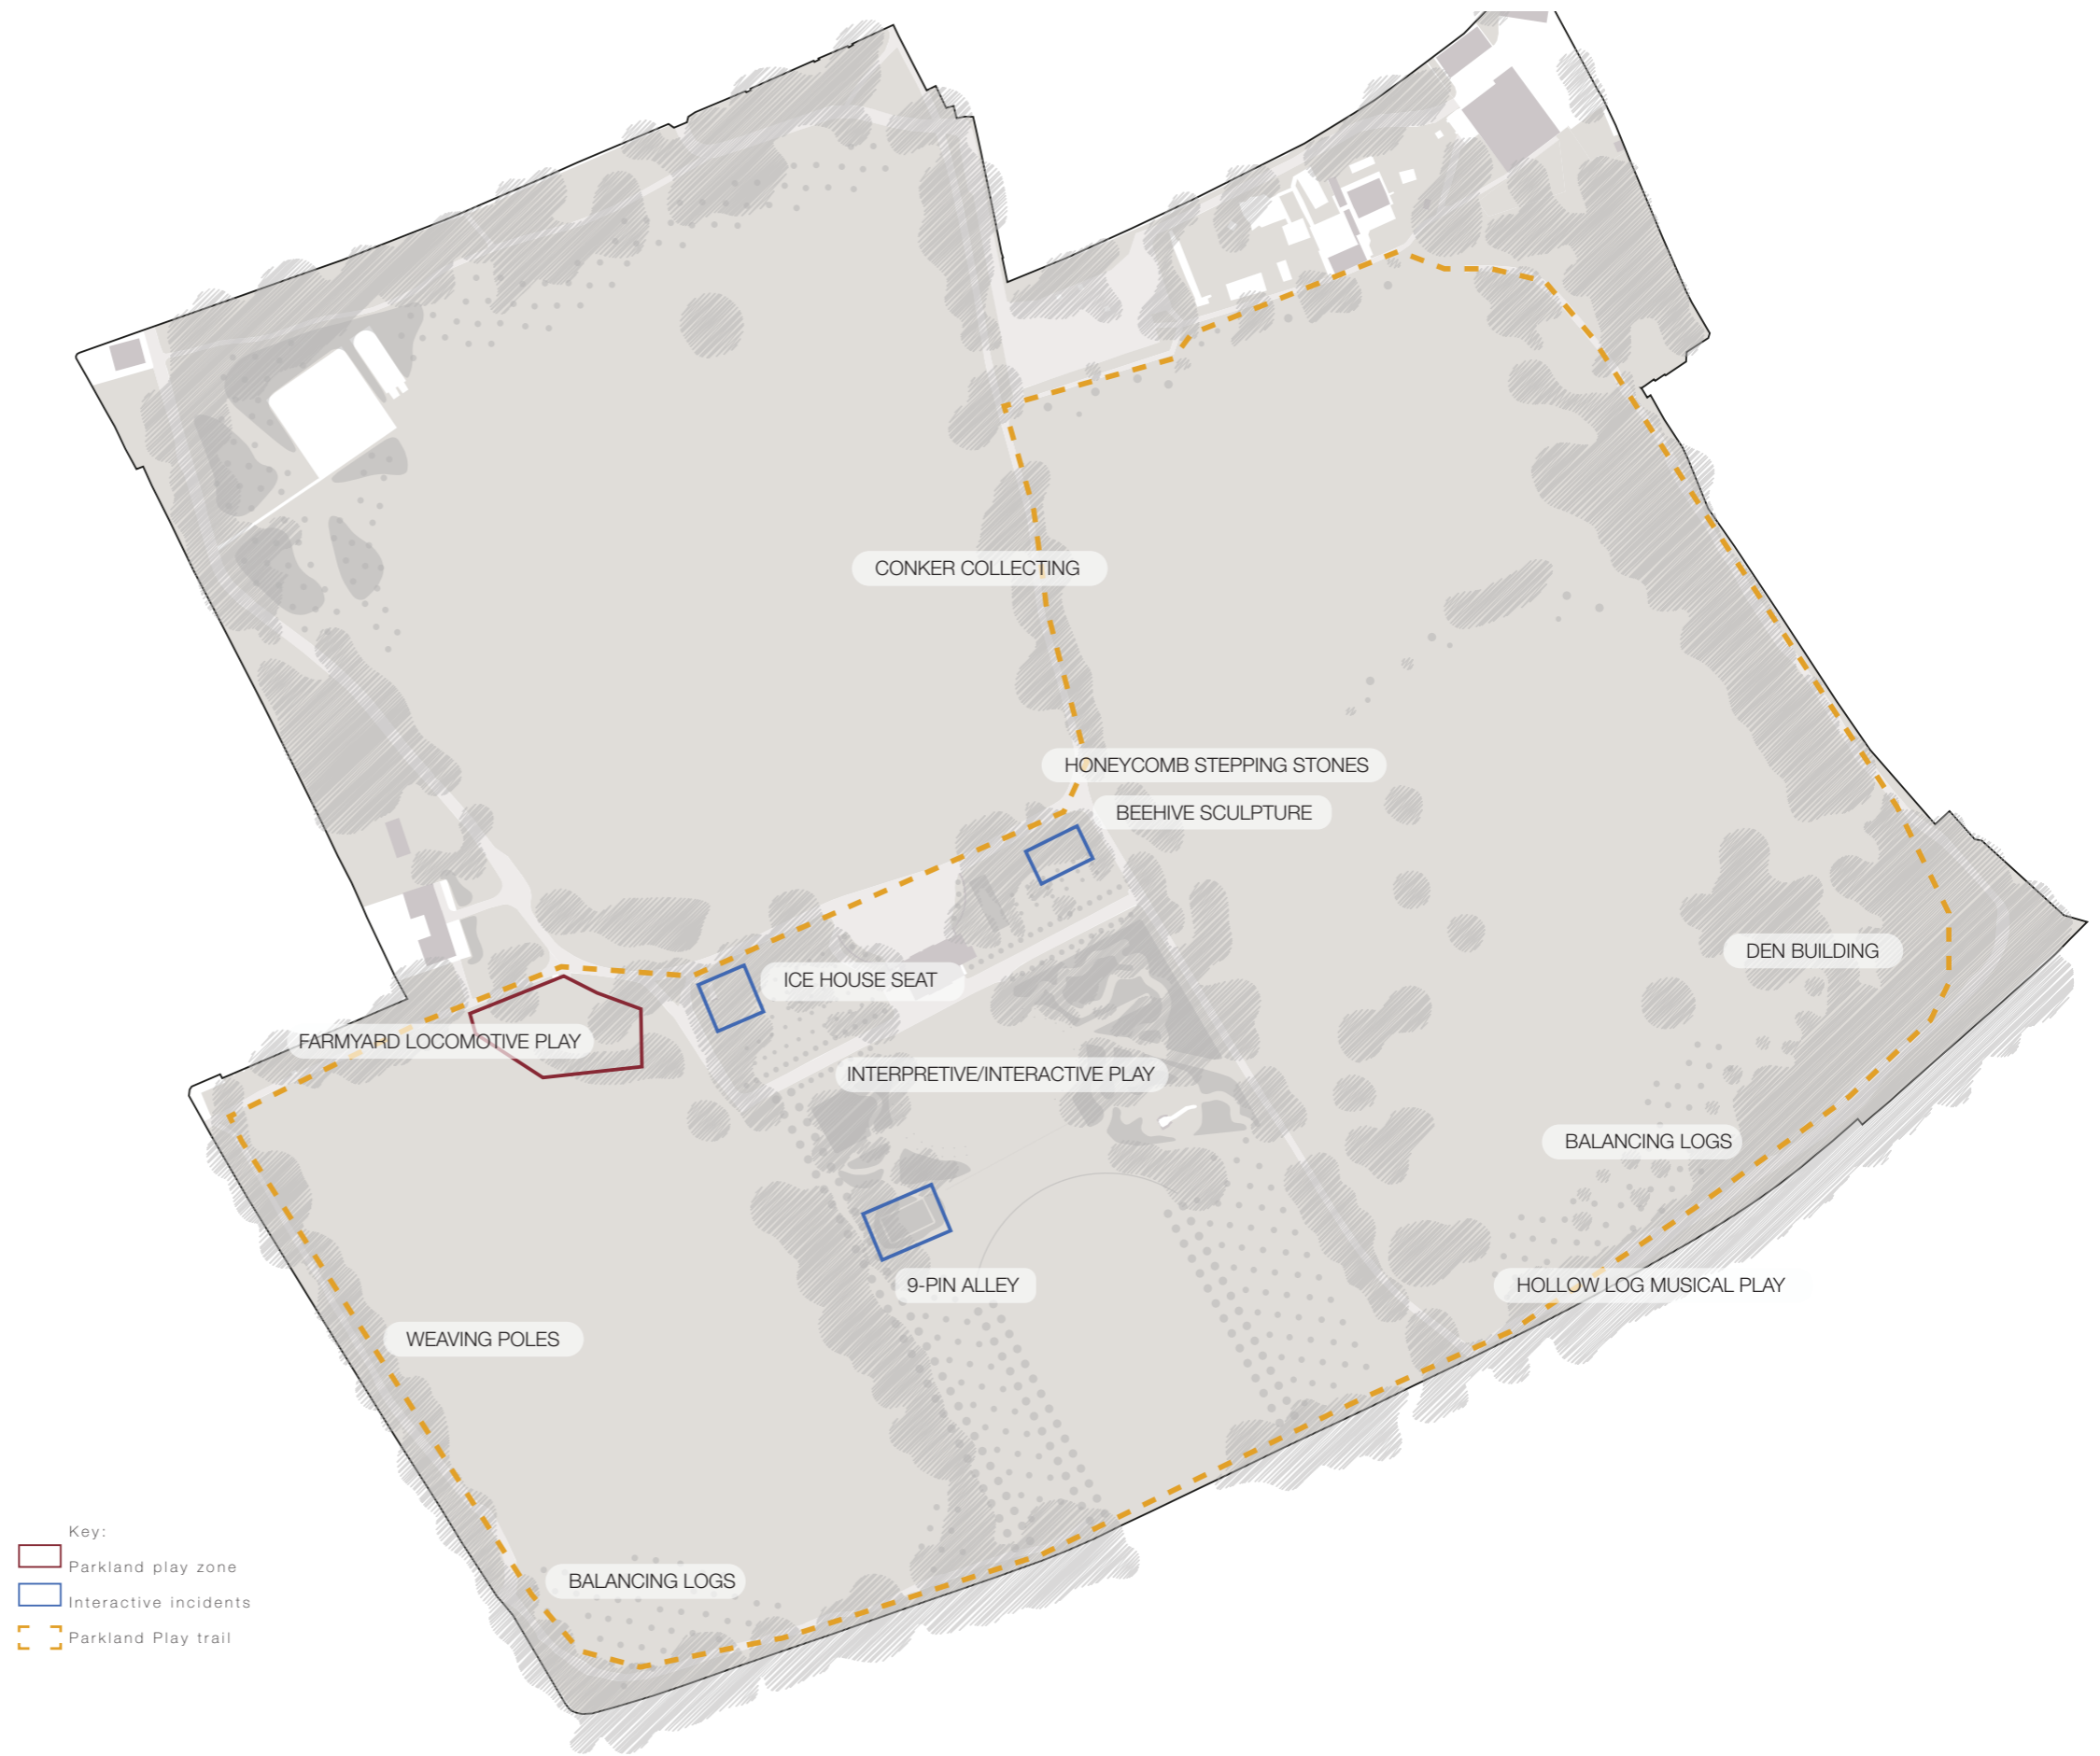 CONKER COLLECTING
HONEYCOMB STEPPING STONES
BEEHIVE SCULPTURE
DEN BUILDING
ICE HOUSE SEAT
FARMYARD LOCOMOTIVE PLAY
INTERPRETIVE/INTERACTIVE PLAY
BALANCING LOGS
9-PIN ALLEY
HOLLOW LOG MUSICAL PLAY
WEAVING POLES
BALANCING LOGS
Key:
Parkland play zone
Interactive incidents
Parkland Play trail